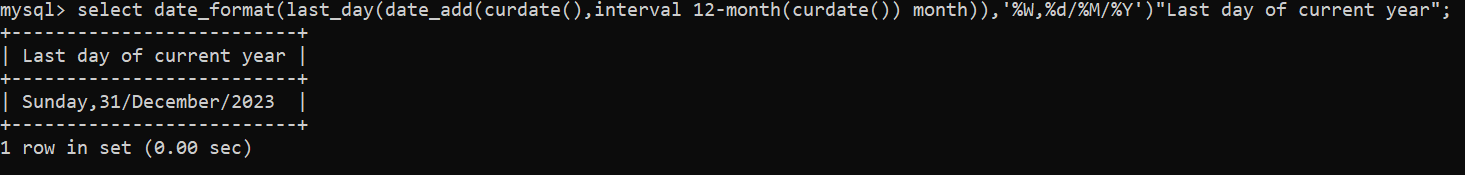 mysql> select date_format(last_day(date_add(curdate(),interval 12-month(curdate()) month)),'%W,%d/%M/%Y')"Last day of current year";
+--------------------------+
| Last day of current year |
+--------------------------+
| Sunday,31/December/2023  |
+--------------------------+
1 row in set (0.00 sec)